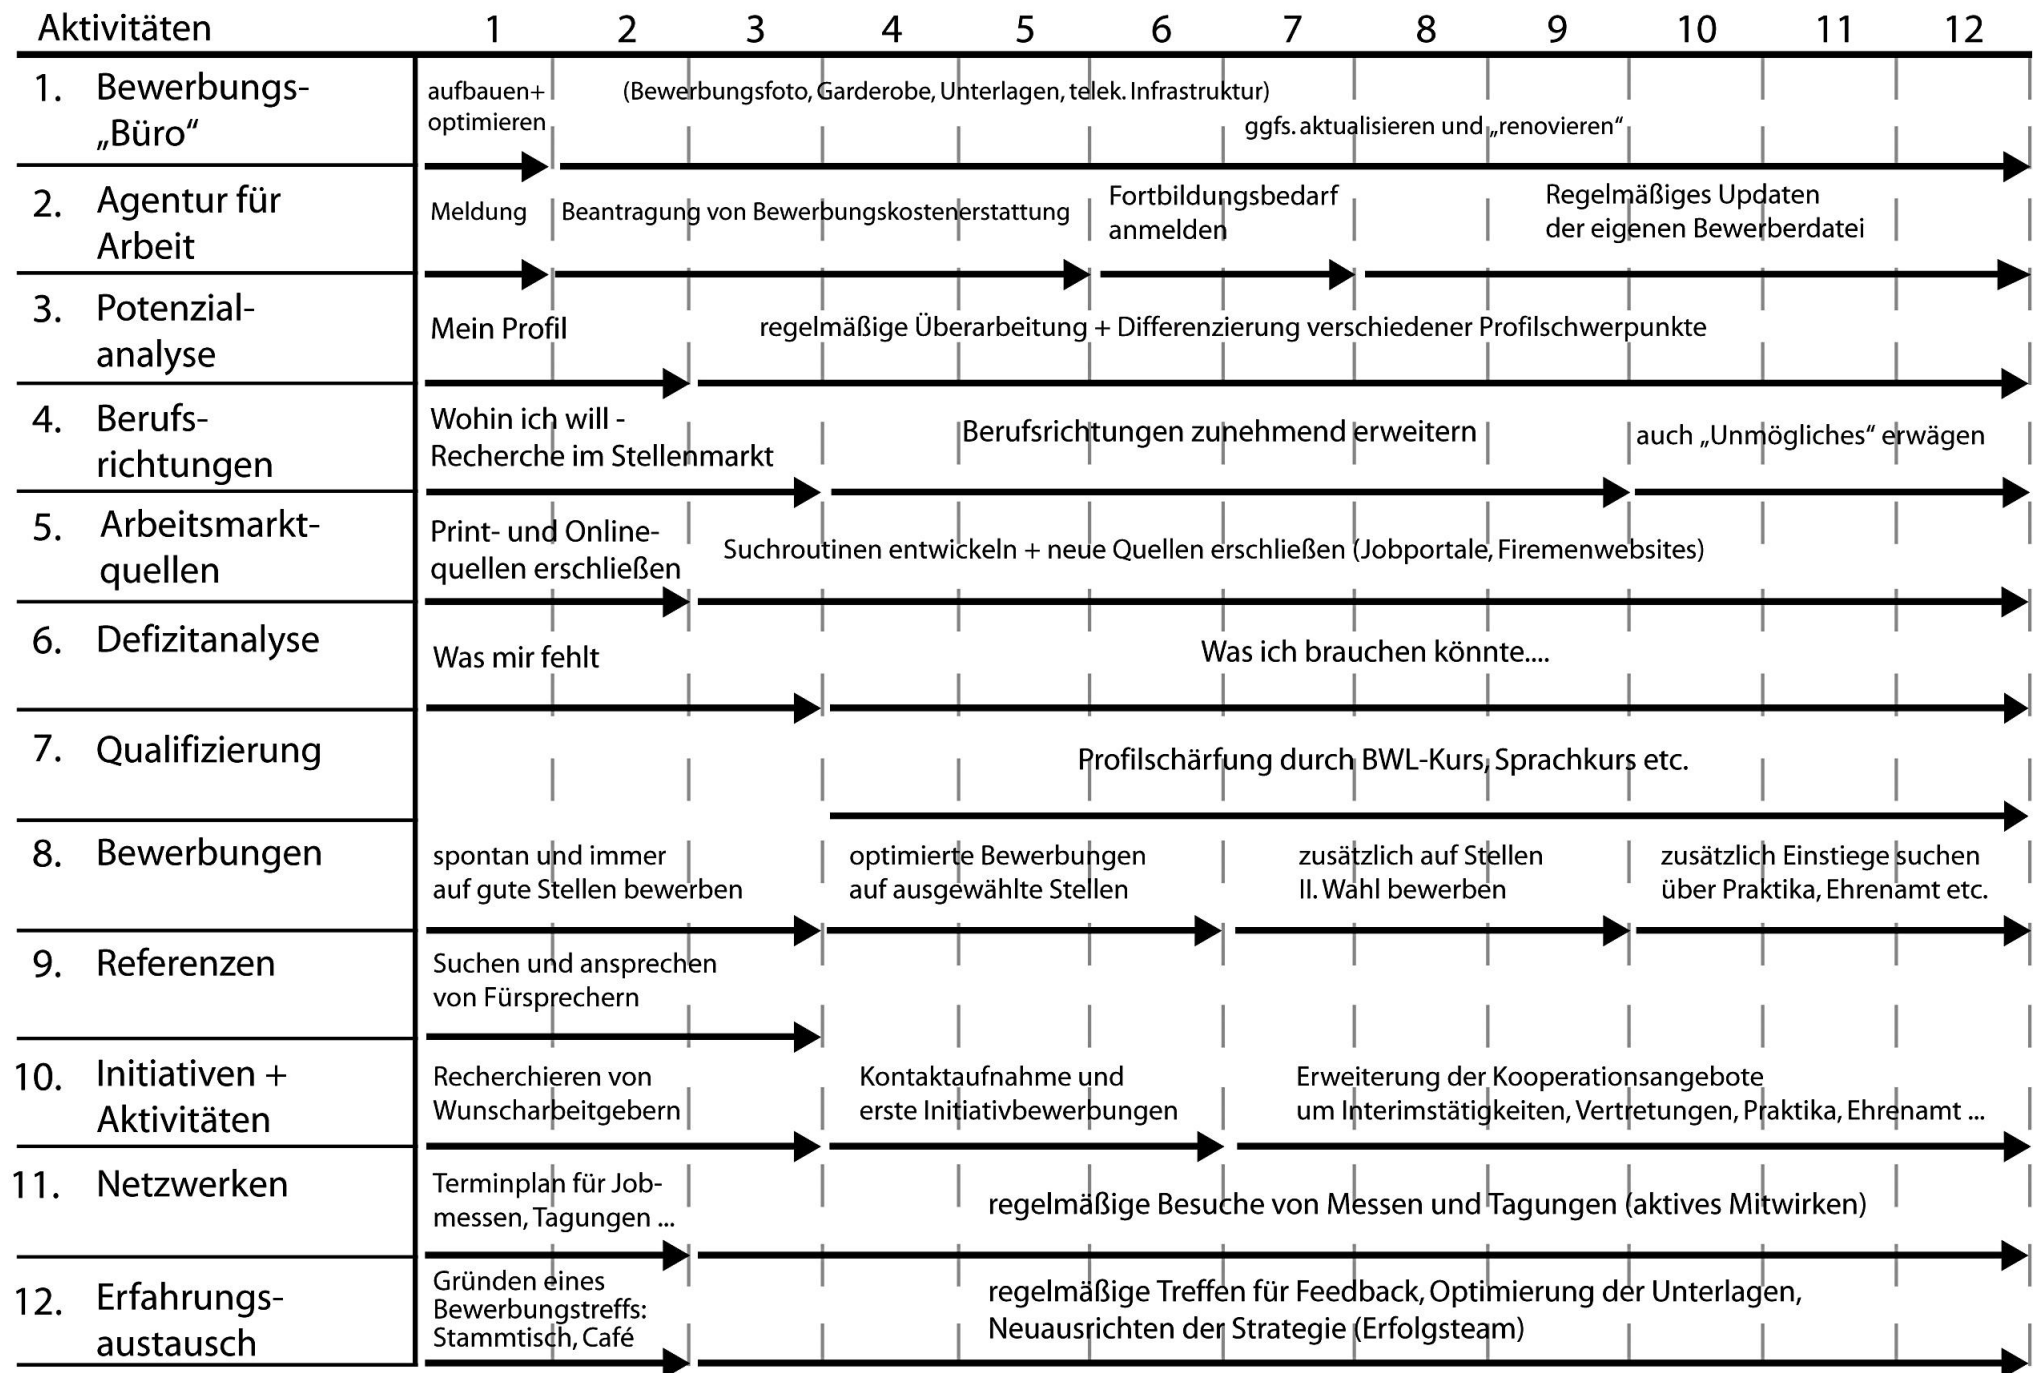 Aktivitäten 1 2 3 4 5 6 7 8 9 10 11 12
1. Bewerbungs-
„Büro“
aufbauen+
optimieren
(Bewerbungsfoto, Garderobe, Unterlagen, telek. Infrastruktur)
ggfs. aktualisieren und „renovieren“
2. Agentur für
Arbeit
Meldung
Beantragung von Bewerbungskostenerstattung
Fortbildungsbedarf
anmelden
Regelmäßiges Updaten
der eigenen Bewerberdatei
3. Potenzial-
analyse
Mein Profil
regelmäßige Überarbeitung + Differenzierung verschiedener Profilschwerpunkte
4. Berufs-
richtungen
Wohin ich will -
Recherche im Stellenmarkt
Berufsrichtungen zunehmend erweitern
auch „Unmögliches“ erwägen
5. Arbeitsmarkt-
quellen
Print- und Online-
quellen erschließen
Suchroutinen entwickeln + neue Quellen erschließen (Jobportale, Firemenwebsites)
6. Defizitanalyse
Was mir fehlt
Was ich brauchen könnte....
7. Qualifizierung
Profilschärfung durch BWL-Kurs, Sprachkurs etc.
8. Bewerbungen
spontan und immer
auf gute Stellen bewerben
optimierte Bewerbungen
auf ausgewählte Stellen
zusätzlich auf Stellen
II. Wahl bewerben
zusätzlich Einstiege suchen
über Praktika, Ehrenamt etc.
9. Referenzen
Suchen und ansprechen
von Fürsprechern
10. Initiativen +
Aktivitäten
Recherchieren von
Wunscharbeitgebern
Kontaktaufnahme und
erste Initiativbewerbungen
Erweiterung der Kooperationsangebote
um Interimstätigkeiten, Vertretungen, Praktika, Ehrenamt ...
11. Netzwerken
Terminplan für Job-
messen, Tagungen ...
regelmäßige Besuche von Messen und Tagungen (aktives Mitwirken)
12. Erfahrungs-
austausch
Gründen eines
Bewerbungstreffs:
Stammtisch, Café
regelmäßige Treffen für Feedback, Optimierung der Unterlagen,
Neuausrichten der Strategie (Erfolgsteam)